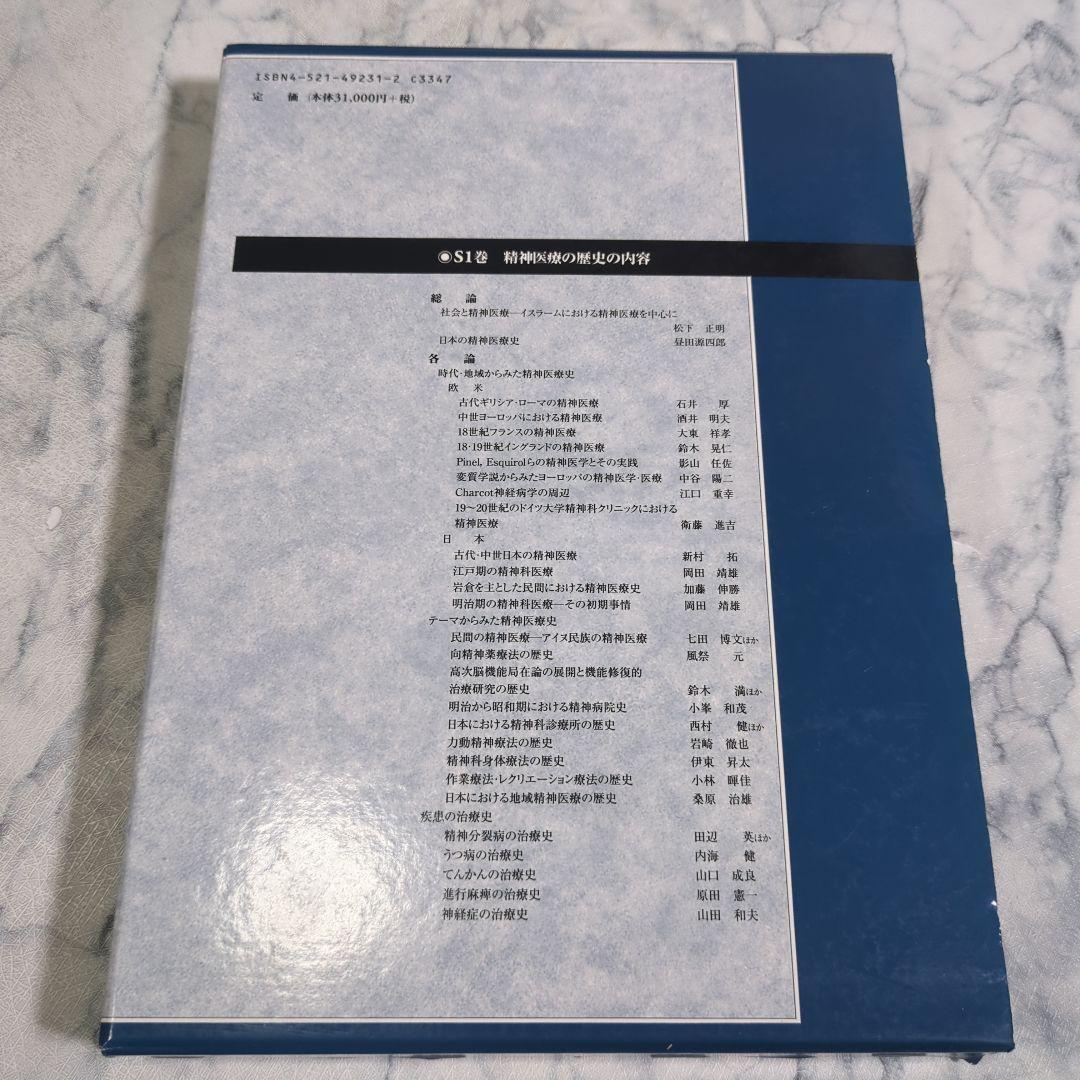 ISBN4-521-49231-2 C3347
定　価（本体31,000円＋税）
◉S1巻　精神医療の歴史の内容
総　論
社会と精神医療―イスラームにおける精神医療を中心に
松下　正明
日本の精神医療史　昼田源四郎
各　論
時代・地域からみた精神医療史
欧　米
古代ギリシア・ローマの精神医療　石井　厚
中世ヨーロッパにおける精神医療　酒井　明夫
18世紀フランスの精神医療　大東　祥孝
18・19世紀イングランドの精神医療　鈴木　晃仁
Pinel, Esquirolらの精神医学とその実践　影山　任佐
変質学説からみたヨーロッパの精神医学・医療　中谷　陽二
Charcot神経病学の周辺　江口　重幸
19～20世紀のドイツ大学精神科クリニックにおける
精神医療　衛藤　進吉
日　本
古代・中世日本の精神医療　新村　拓
江戸期の精神科医療　岡田　靖雄
岩倉を主とした民間における精神医療史　加藤　伸勝
明治期の精神科医療―その初期事情　岡田　靖雄
テーマからみた精神医療史
民間の精神医療―アイヌ民族の精神医療　七田　博文ほか
向精神薬療法の歴史　風祭　元
高次脳機能局在論の展開と機能修復的
治療研究の歴史　鈴木　満ほか
明治から昭和期における精神病院史　小峯　和茂
日本における精神科診療所の歴史　西村　健ほか
力動精神療法の歴史　岩崎　徹也
精神科身体療法の歴史　伊東　昇太
作業療法・レクリエーション療法の歴史　小林　暉佳
日本における地域精神医療の歴史　桑原　治雄
疾患の治療史
精神分裂病の治療史　田辺　英ほか
うつ病の治療史　内海　健
てんかんの治療史　山口　成良
進行麻痺の治療史　原田　憲一
神経症の治療史　山田　和夫